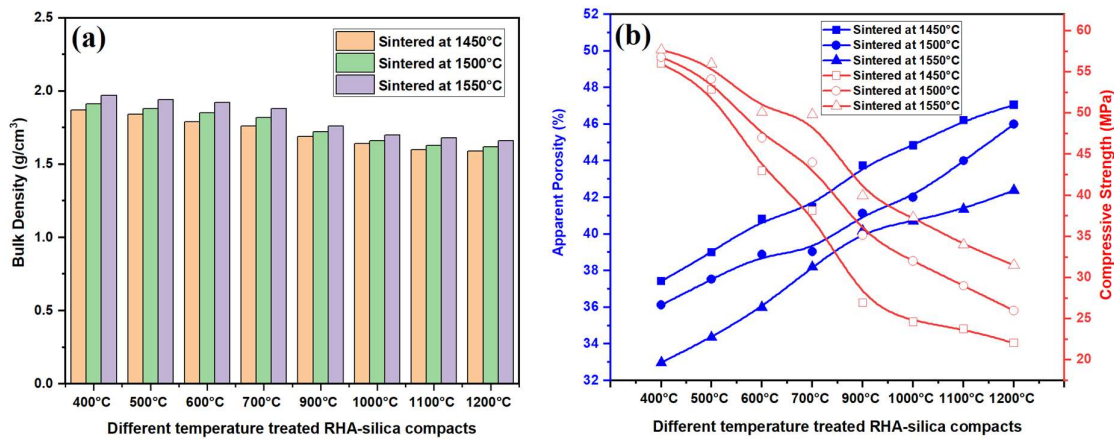 (a)
Sintered at 1450°C
Sintered at 1500°C
Sintered at 1550°C
2.5
2.0
1.5
1.0
0.5
0.0
Bulk Density (g/cm³)
400°C 500°C 600°C 700°C 900°C 1000°C 1100°C 1200°C
Different temperature treated RHA-silica compacts
(b)
Sintered at 1450°C
Sintered at 1500°C
Sintered at 1550°C
Sintered at 1450°C
Sintered at 1500°C
Sintered at 1550°C
52
50
48
46
44
42
40
38
36
34
32
Apparent Porosity (%)
60
55
50
45
40
35
30
25
20
Compressive Strength (MPa)
400°C 500°C 600°C 700°C 900°C 1000°C 1100°C 1200°C
Different temperature treated RHA-silica compacts